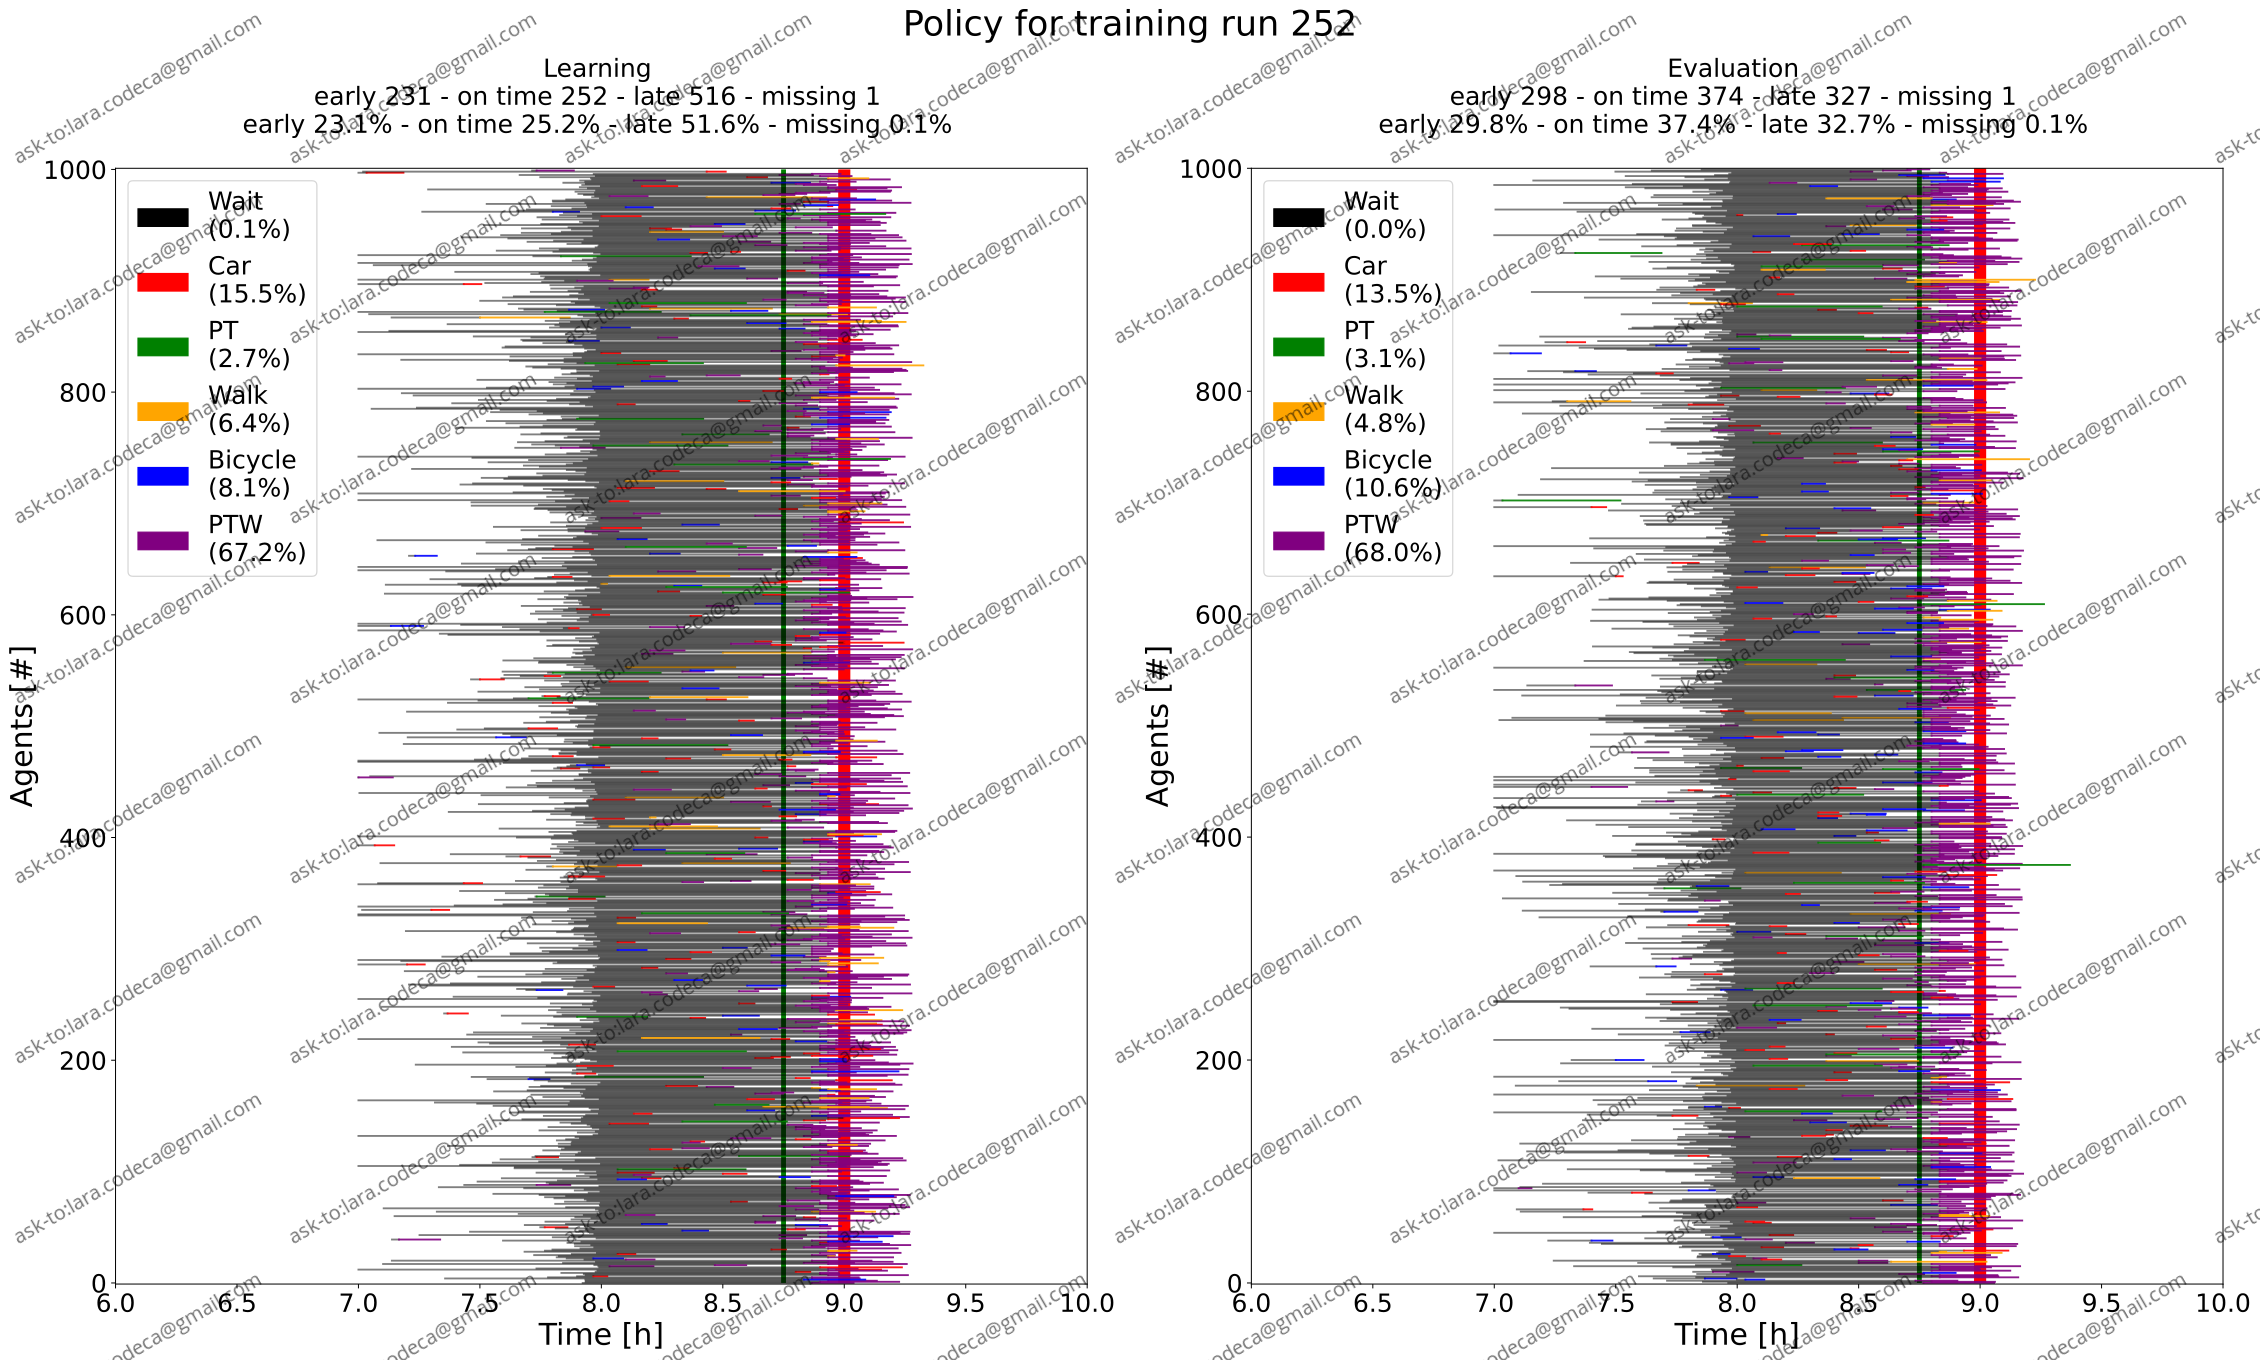 Policy for training run 252
Learning
early 231 - on time 252 - late 516 - missing 1
early 23.1% - on time 25.2% - late 51.6% - missing 0.1%
Agents [#]
1000
800
600
400
200
0
Wait
(0.1%)
Car
(15.5%)
PT
(2.7%)
Walk
(6.4%)
Bicycle
(8.1%)
PTW
(67.2%)
6.0 6.5 7.0 7.5 8.0 8.5 9.0 9.5 10.0
Time [h]
Evaluation
early 298 - on time 374 - late 327 - missing 1
early 29.8% - on time 37.4% - late 32.7% - missing 0.1%
Agents [#]
1000
800
600
400
200
0
Wait
(0.0%)
Car
(13.5%)
PT
(3.1%)
Walk
(4.8%)
Bicycle
(10.6%)
PTW
(68.0%)
6.0 6.5 7.0 7.5 8.0 8.5 9.0 9.5 10.0
Time [h]
ask-to:lara.codeca@gmail.com